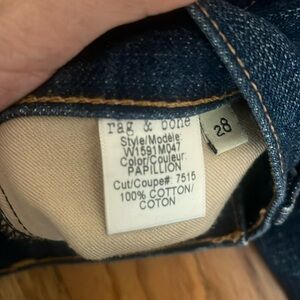 rag & bone
Style/Modèle:
W1591M047
Color/Couleur:
PAPILLION
Cut/Coupe#: 7515
100% COTTON/
COTON
28